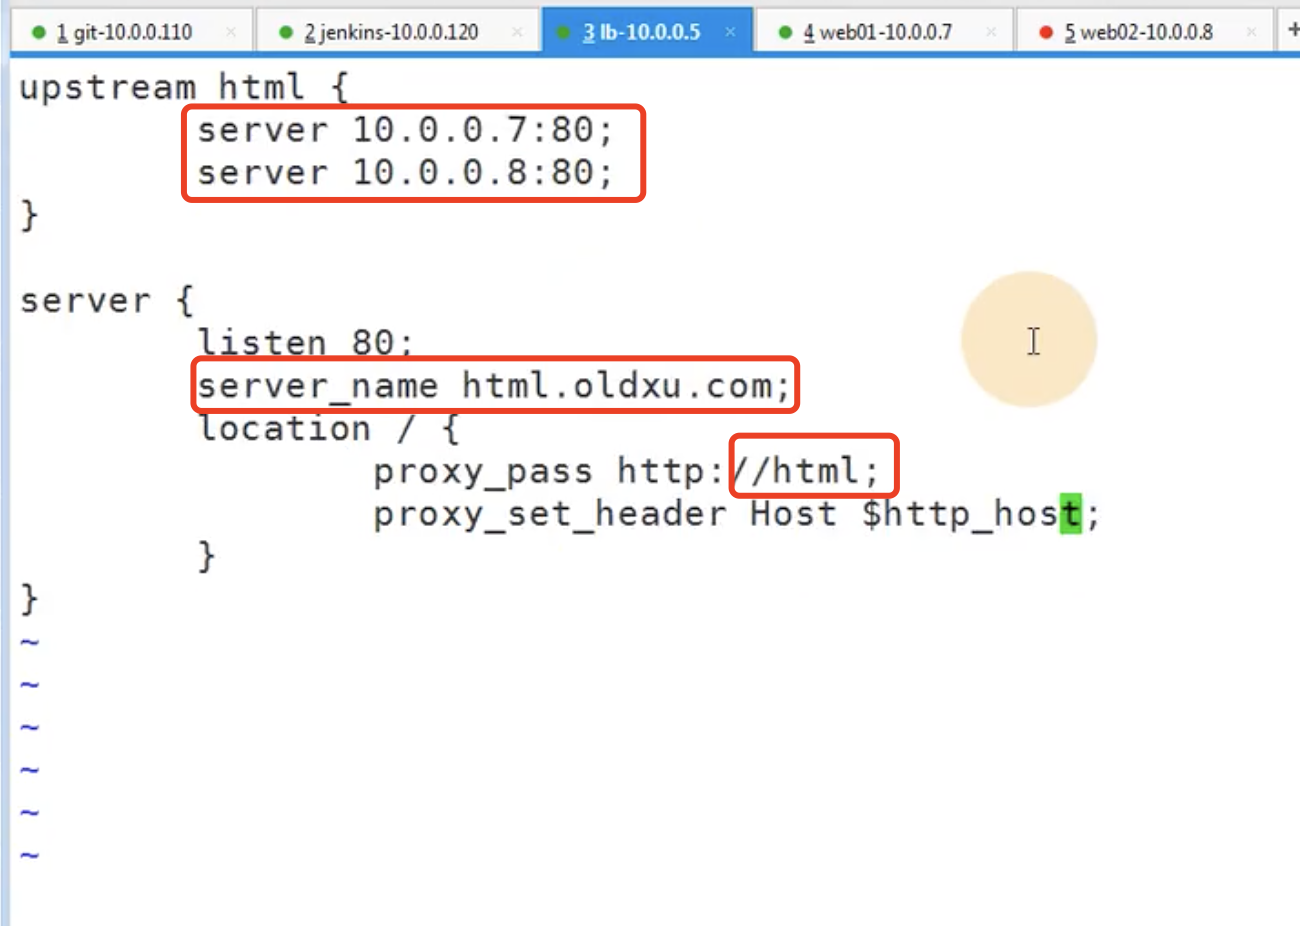 1 git-10.0.0.110 × 2 jenkins-10.0.0.120 × 3 lb-10.0.0.5 × 4 web01-10.0.0.7 × 5 web02-10.0.0.8 × +
upstream html {
        server 10.0.0.7:80;
        server 10.0.0.8:80;
}
server {
        listen 80;
        server_name html.oldxu.com;
        location / {
                proxy_pass http://html;
                proxy_set_header Host $http_host;
        }
}
~
~
~
~
~
~